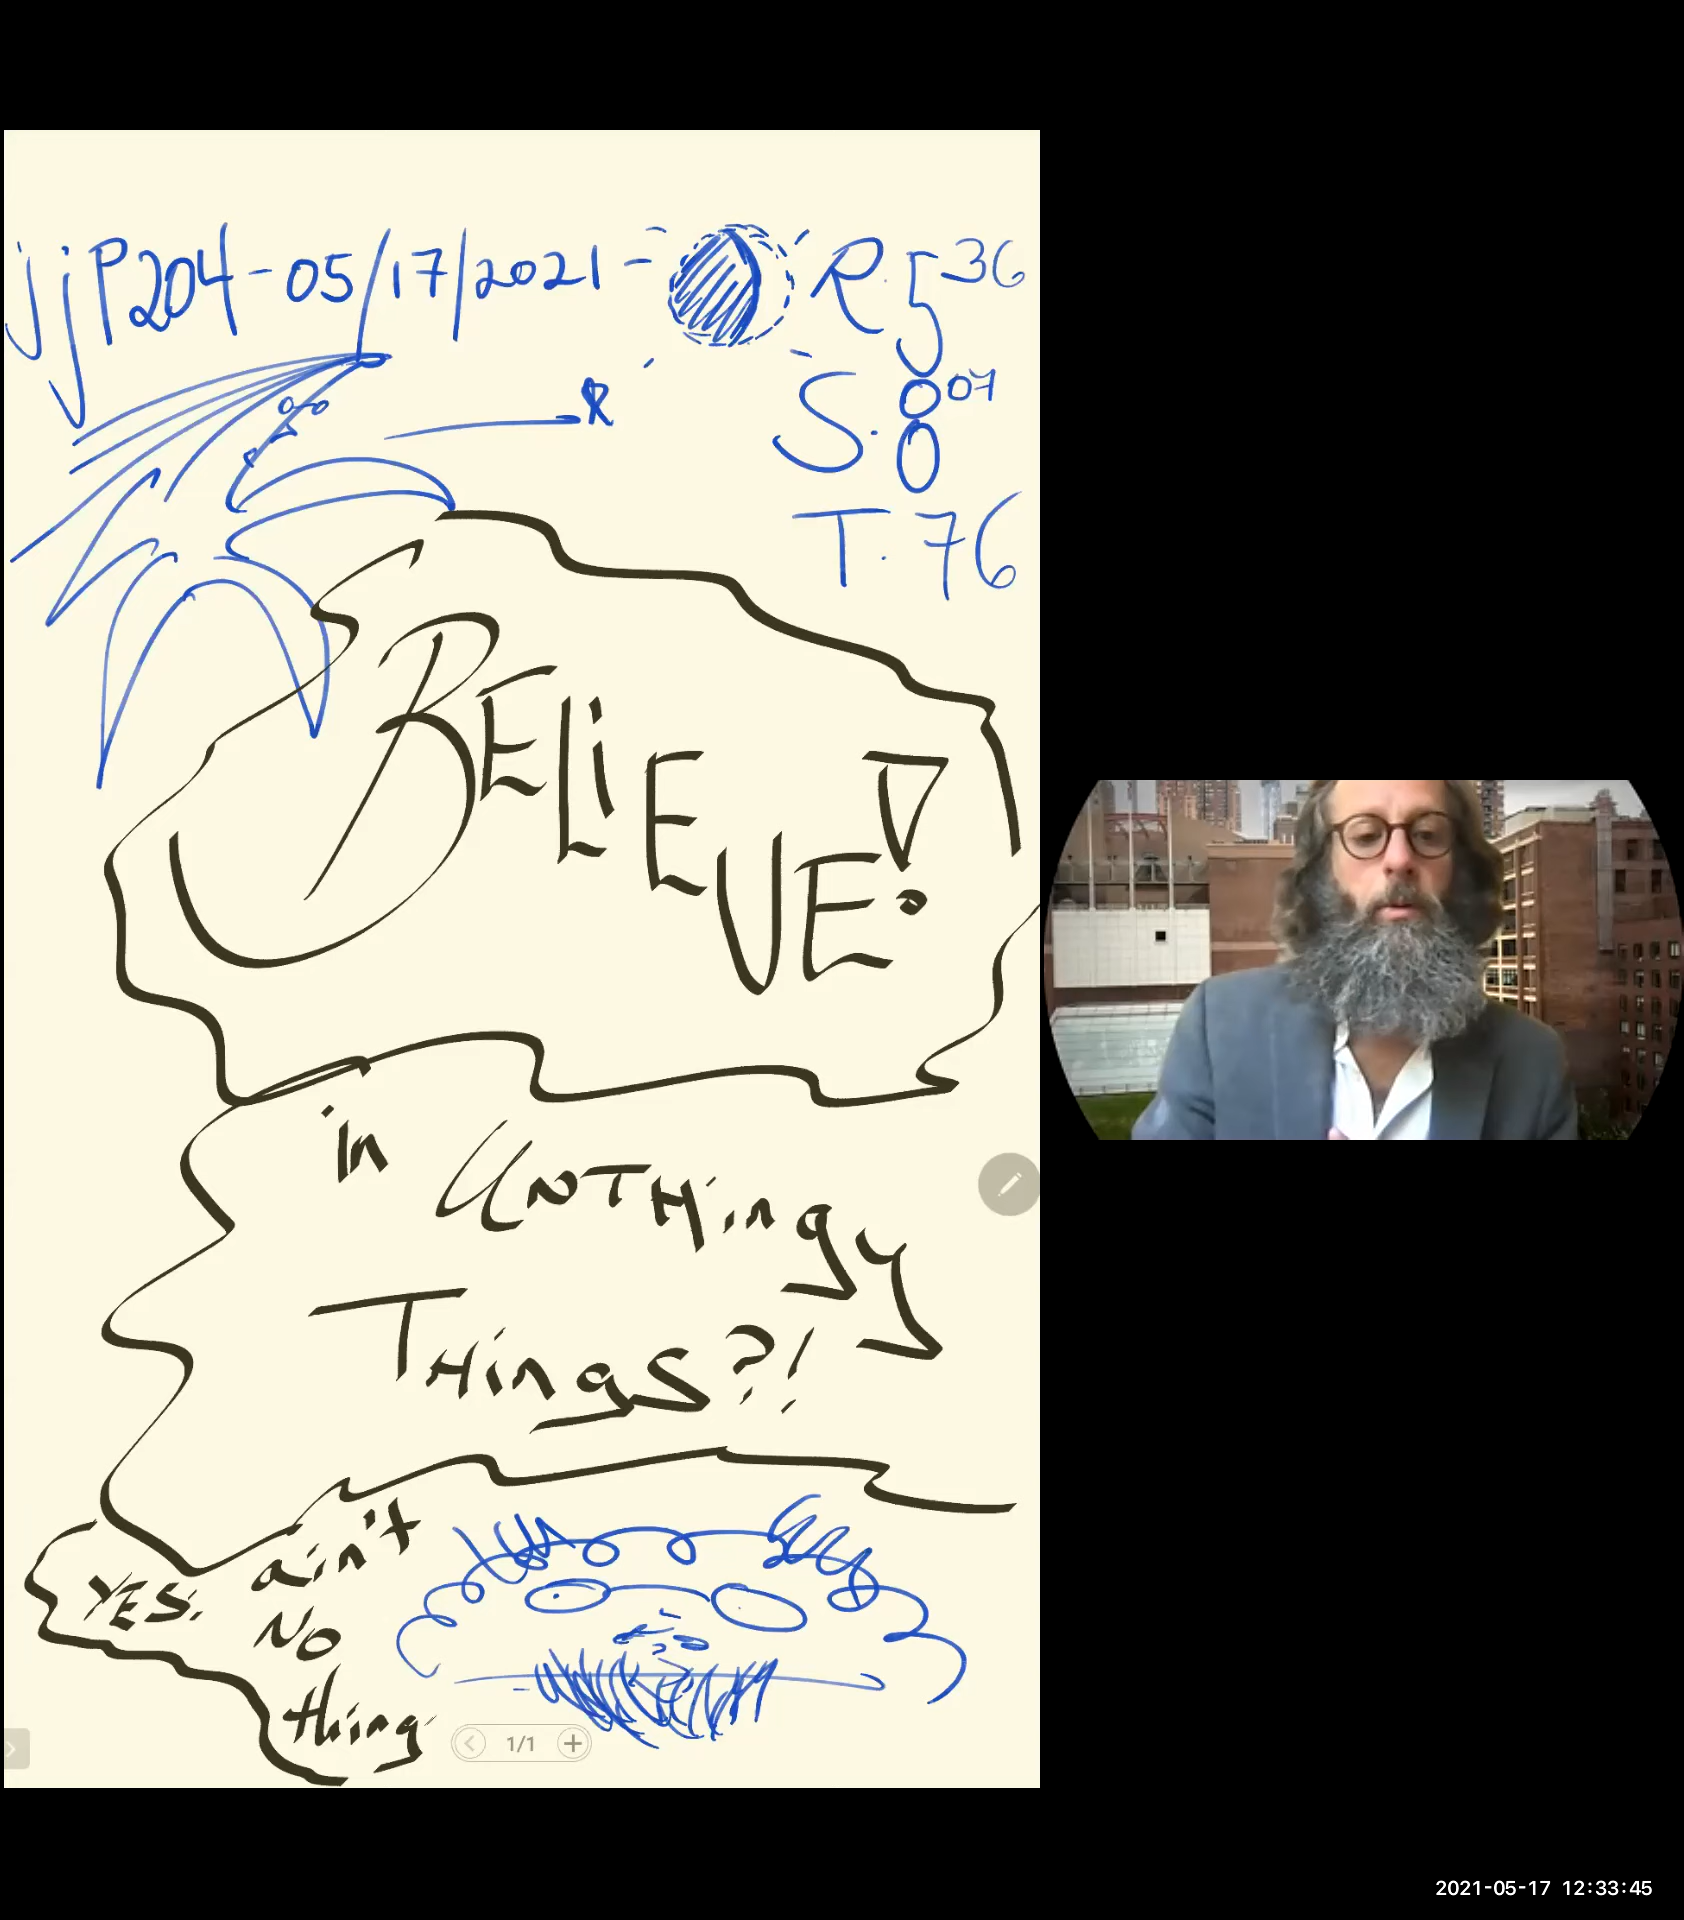 jjP204-05/17/2021-
R. 5 36
S. 8 07
T. 76
BELiEVE!
in UNTHingy
THingS?!
YES. ain't
NO
thing
1/1
2021-05-17 12:33:45